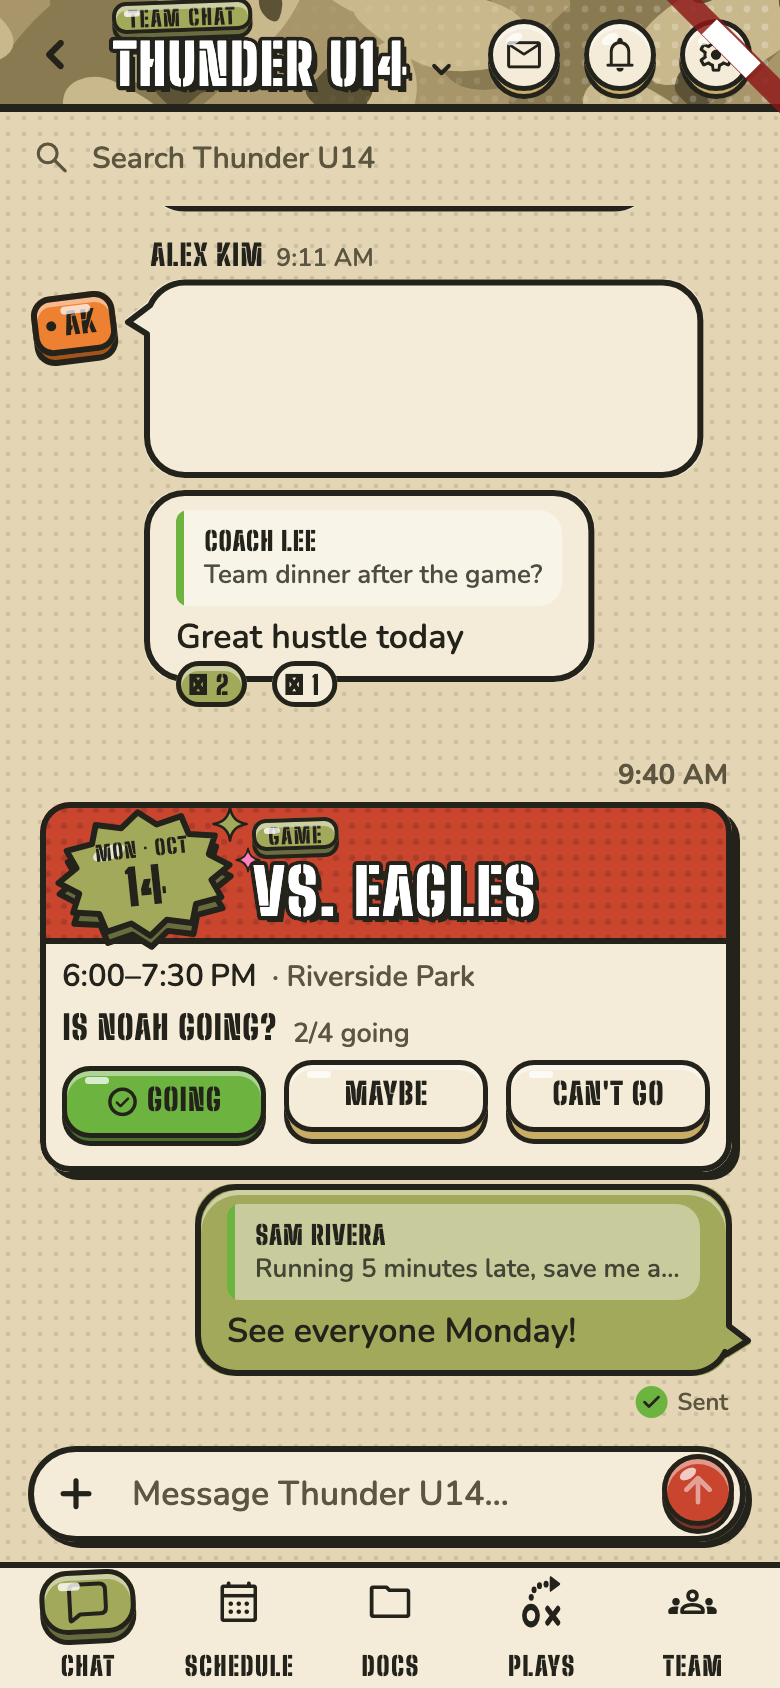 TEAM CHAT
THUNDER U14
Search Thunder U14
ALEX KIM 9:11 AM
AK
COACH LEE
Team dinner after the game?
Great hustle today
2 1
9:40 AM
MON · OCT
14
GAME
VS. EAGLES
6:00–7:30 PM · Riverside Park
IS NOAH GOING? 2/4 going
GOING MAYBE CAN'T GO
SAM RIVERA
Running 5 minutes late, save me a...
See everyone Monday!
Sent
Message Thunder U14...
CHAT SCHEDULE DOCS PLAYS TEAM